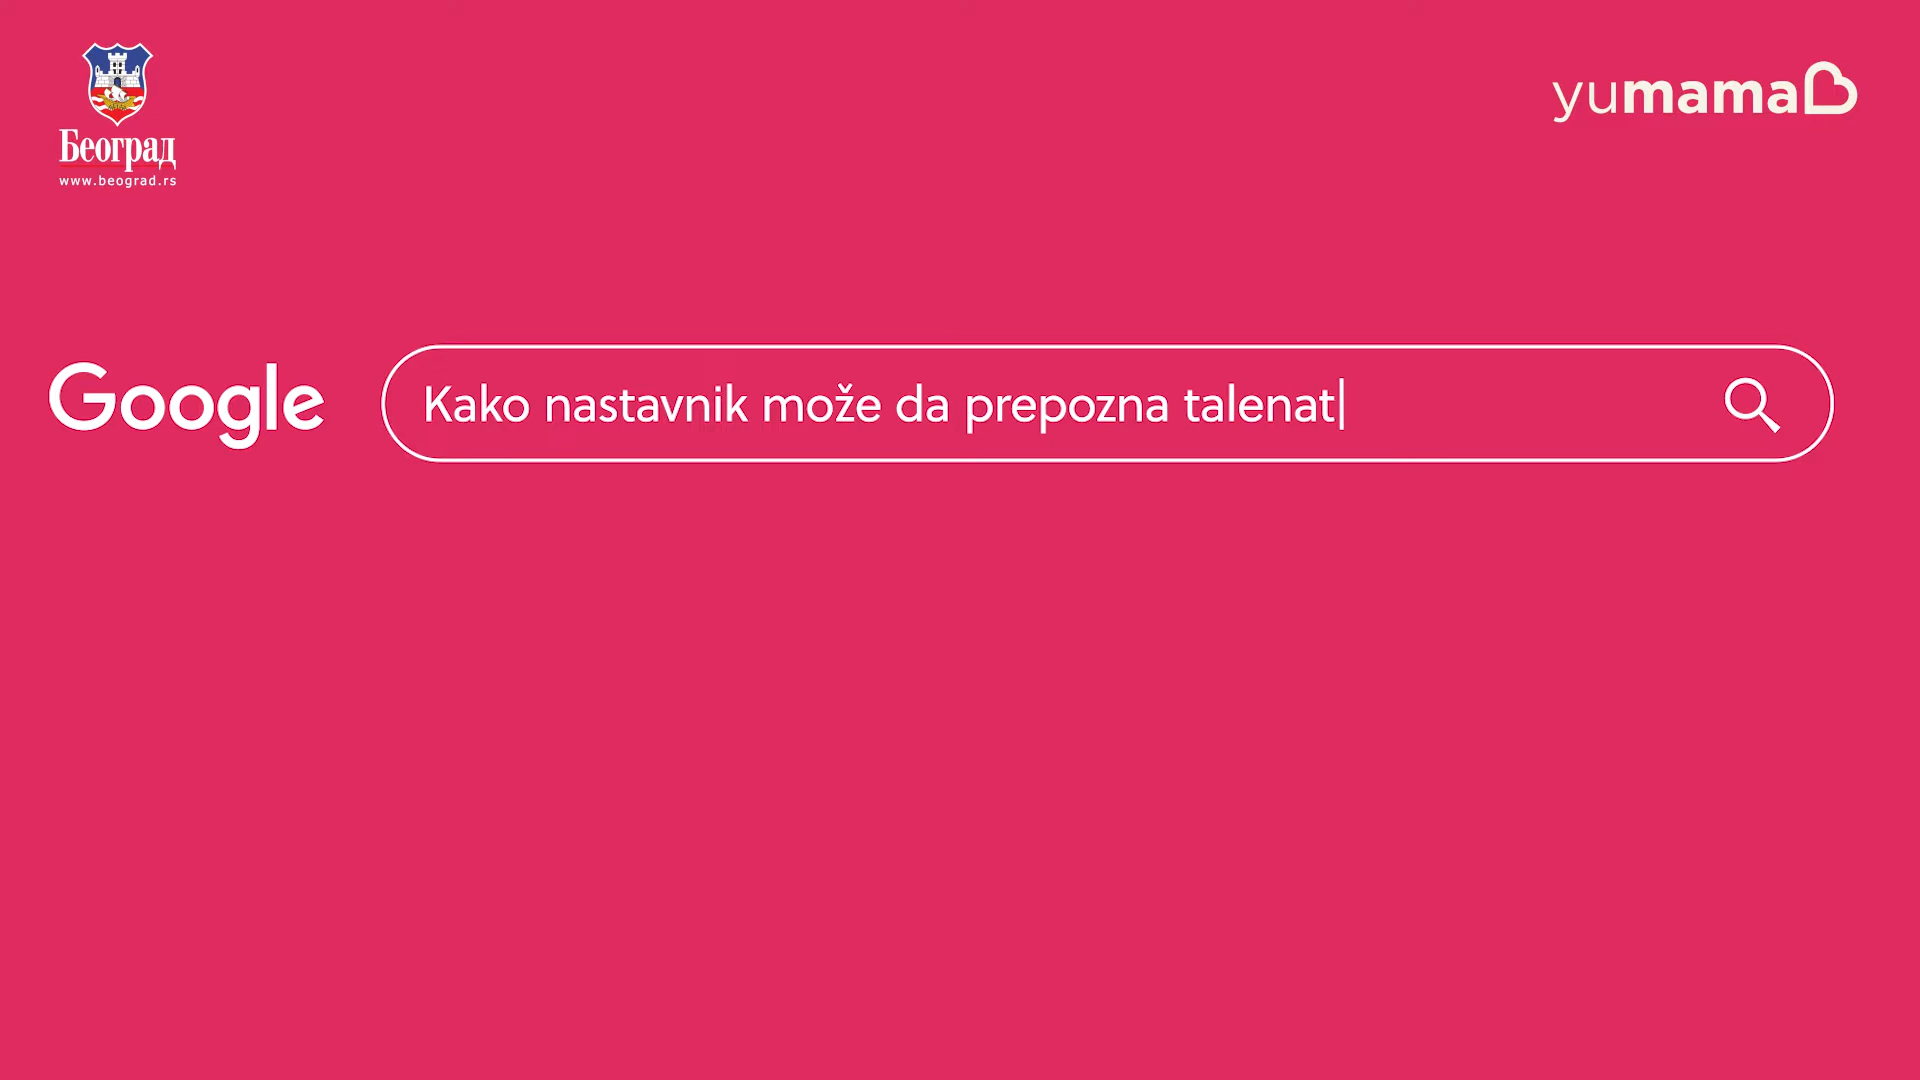 Београд
www.beograd.rs
yumama
Google
Kako nastavnik može da prepozna talenat